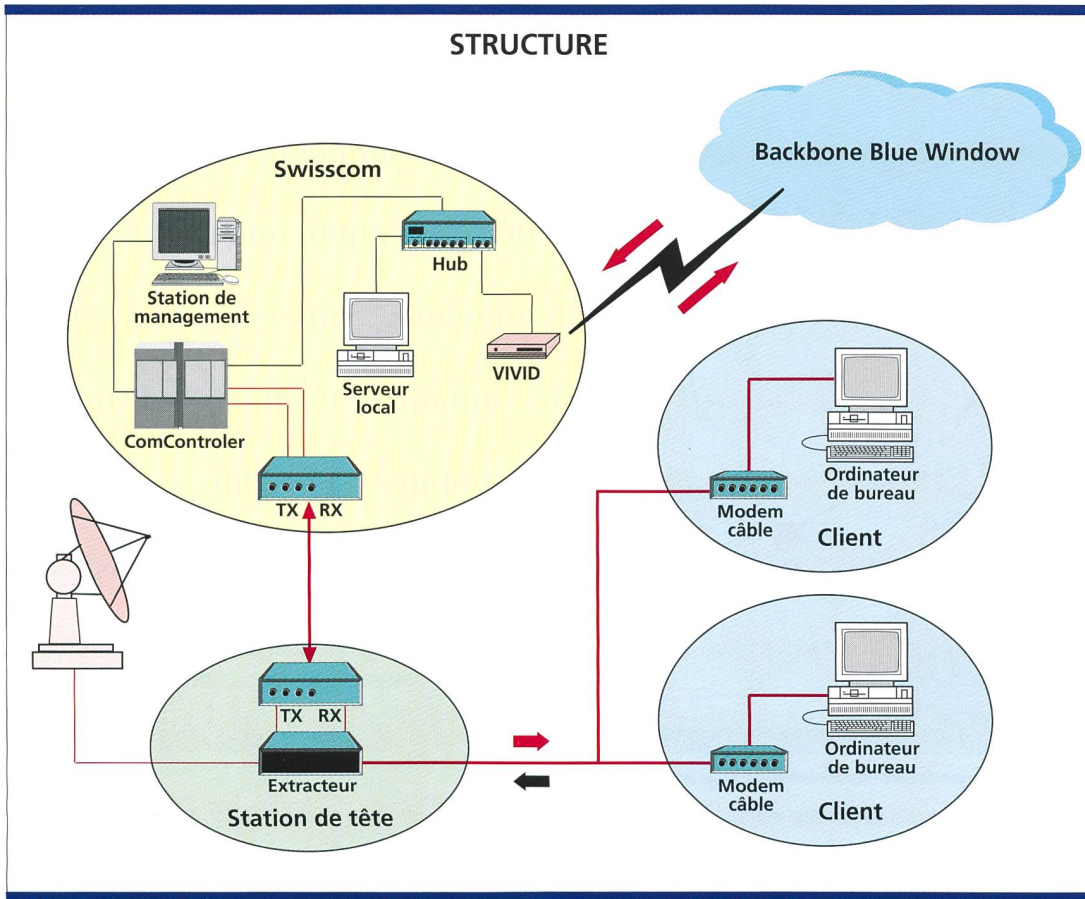 STRUCTURE
Backbone Blue Window
Swisscom
Hub
Station de
management
Serveur
local
VIVID
ComControler
TX RX
Ordinateur
de bureau
Modem
câble
Client
TX RX
Extracteur
Station de tête
Ordinateur
de bureau
Modem
câble
Client